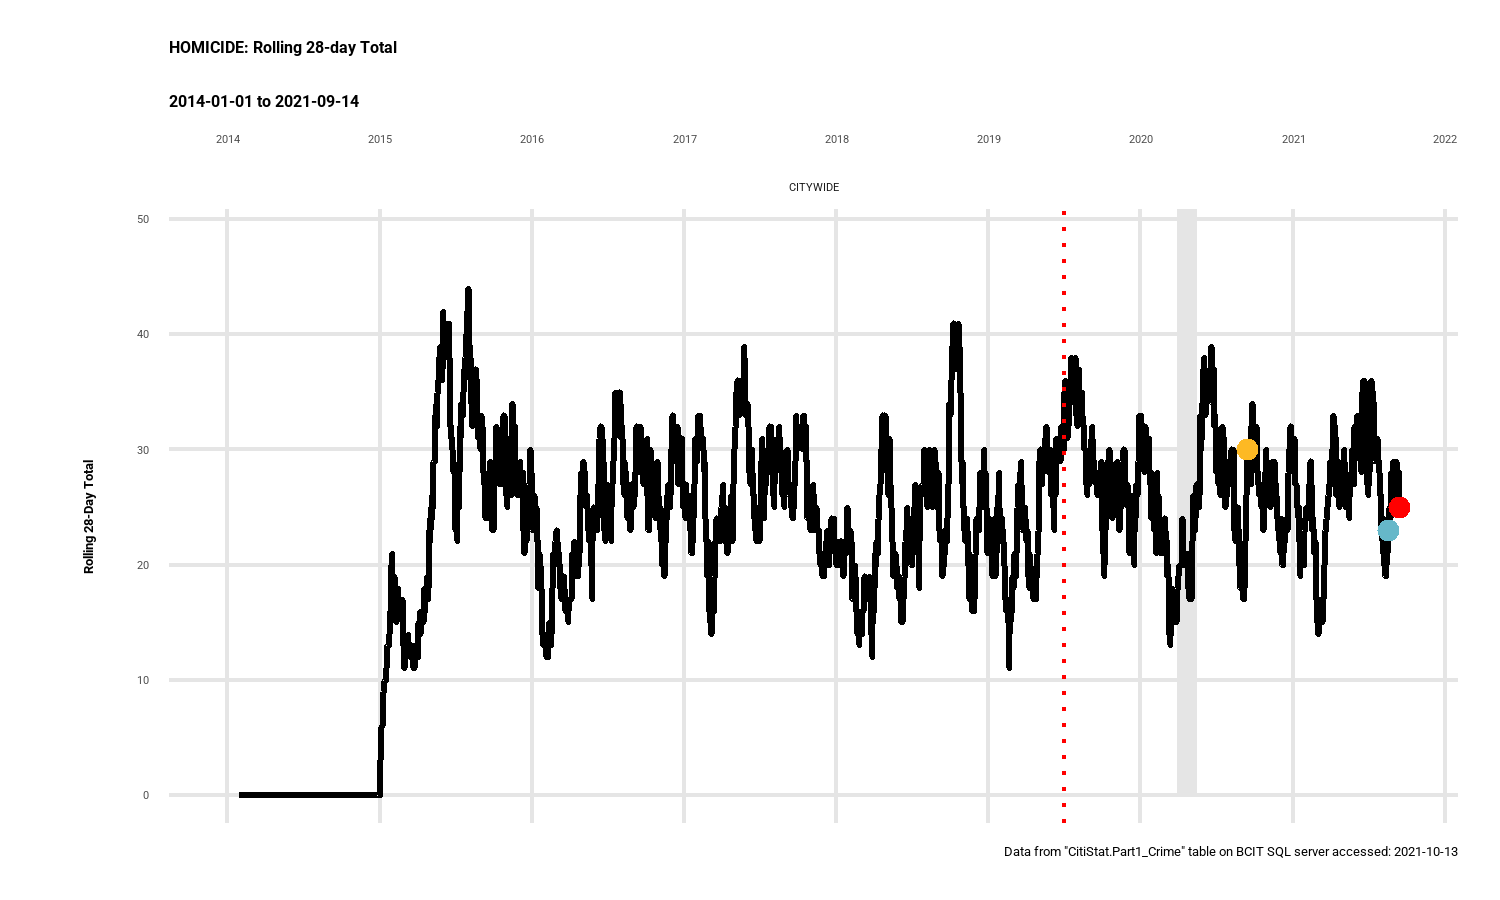 HOMICIDE: Rolling 28-day Total
2014-01-01 to 2021-09-14
2014 2015 2016 2017 2018 2019 2020 2021 2022
CITYWIDE
50
40
30
20
10
0
Rolling 28-Day Total
Data from "CitiStat.Part1_Crime" table on BCIT SQL server accessed: 2021-10-13